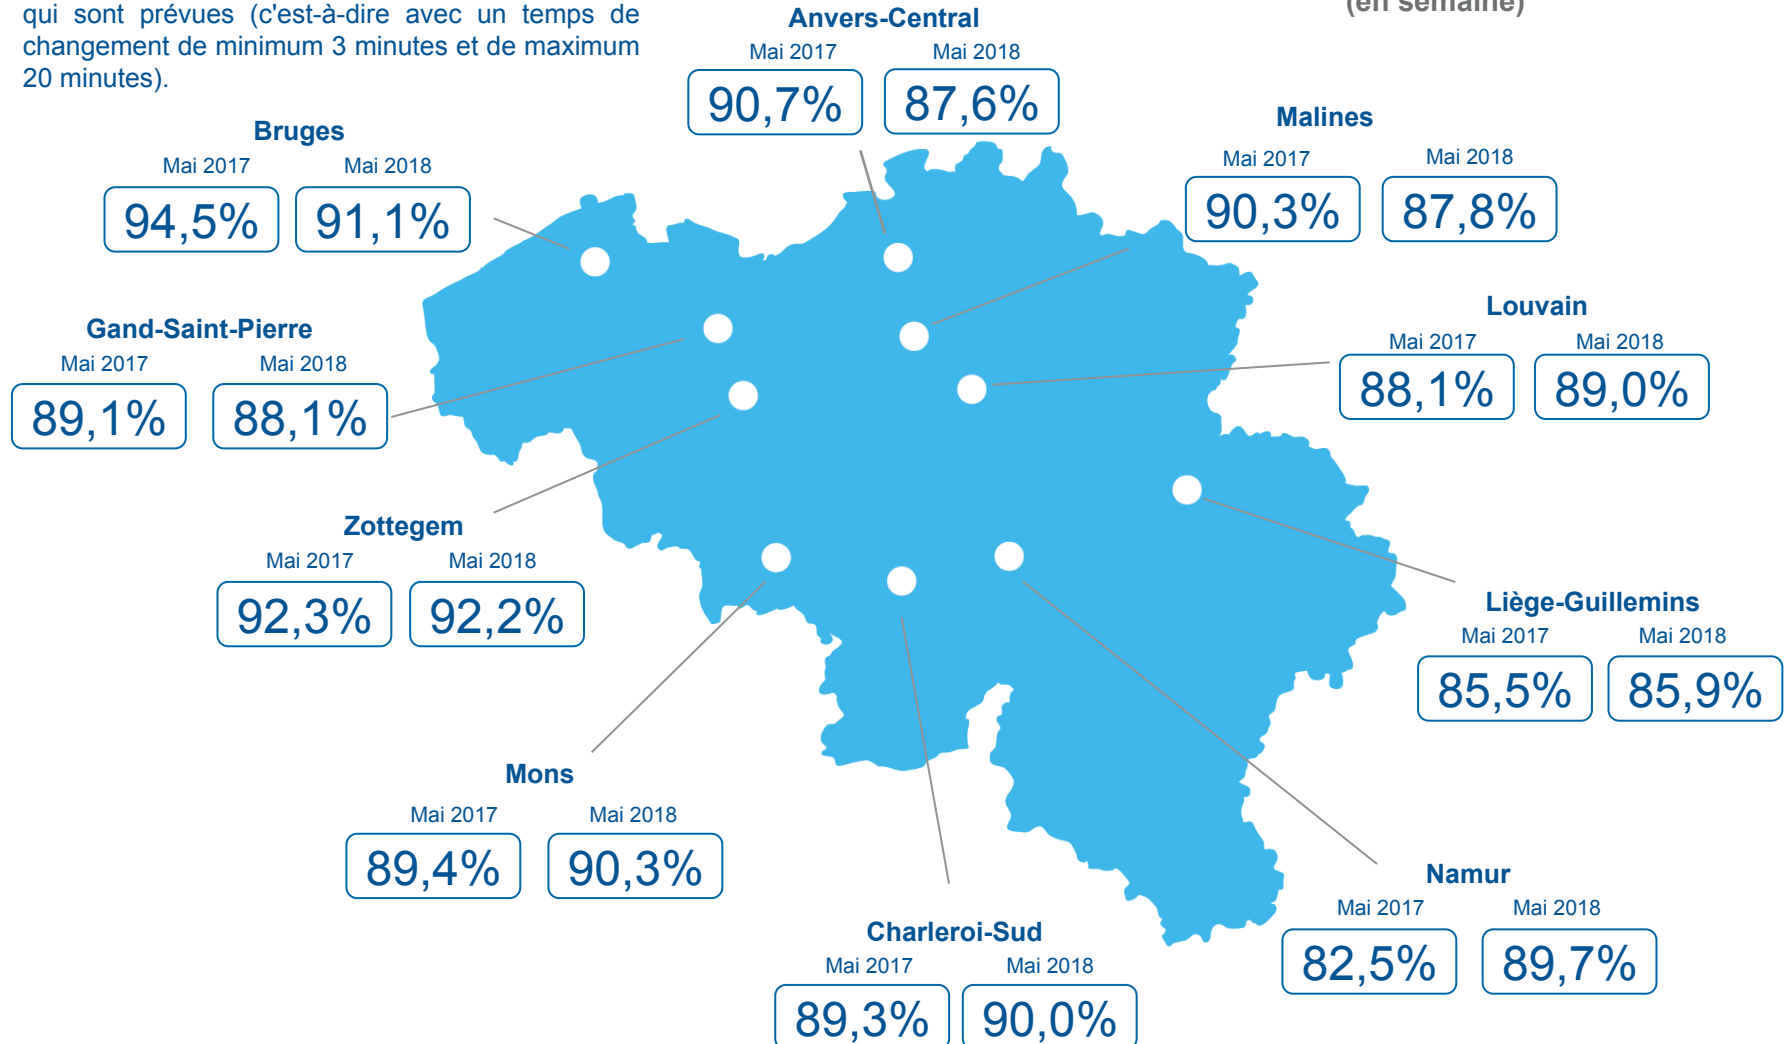 qui sont prévues (c'est-à-dire avec un temps de
changement de minimum 3 minutes et de maximum
20 minutes).
(en semaine)
Anvers-Central
Mai 2017 Mai 2018
90,7% 87,6%
Bruges
Mai 2017 Mai 2018
94,5% 91,1%
Malines
Mai 2017 Mai 2018
90,3% 87,8%
Gand-Saint-Pierre
Mai 2017 Mai 2018
89,1% 88,1%
Louvain
Mai 2017 Mai 2018
88,1% 89,0%
Zottegem
Mai 2017 Mai 2018
92,3% 92,2%
Liège-Guillemins
Mai 2017 Mai 2018
85,5% 85,9%
Mons
Mai 2017 Mai 2018
89,4% 90,3%
Namur
Mai 2017 Mai 2018
82,5% 89,7%
Charleroi-Sud
Mai 2017 Mai 2018
89,3% 90,0%